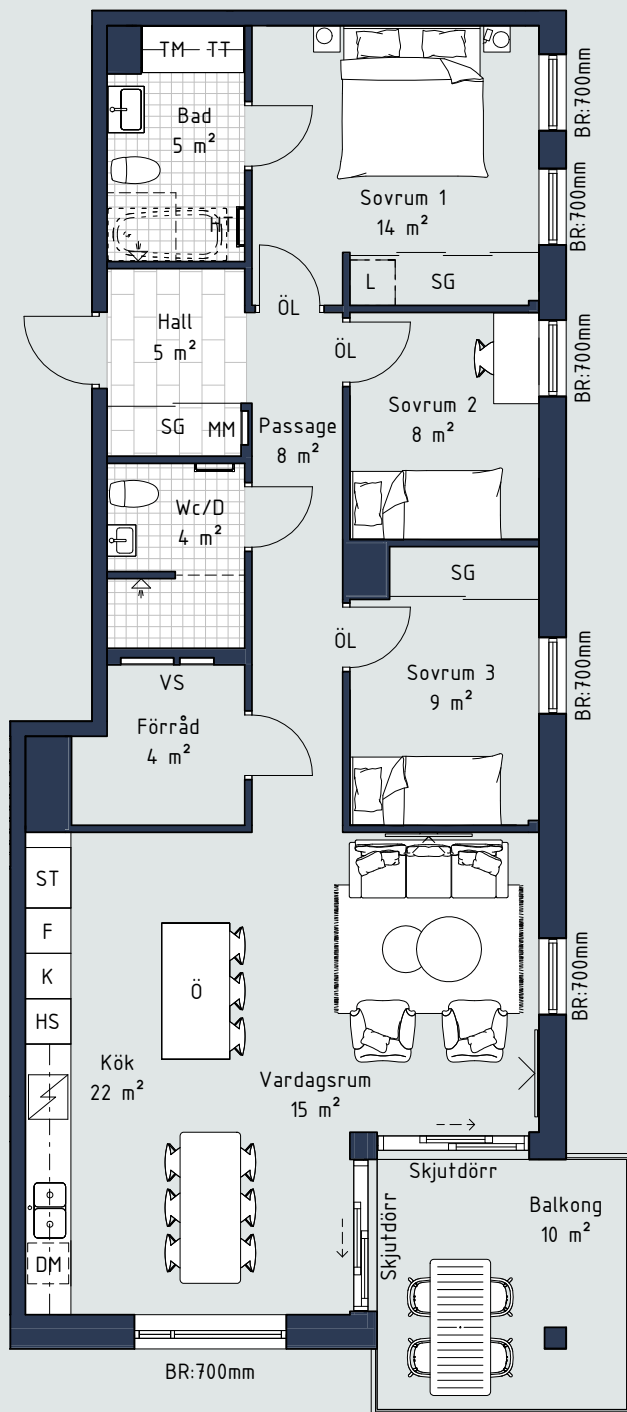 TM TT
Bad
5 m²
HT
BR:700mm
Sovrum 1
14 m²
BR:700mm
L SG
ÖL
Hall
5 m²
SG MM
ÖL
BR:700mm
Passage
8 m²
Sovrum 2
8 m²
Wc/D
4 m²
SG
ÖL
VS
Sovrum 3
9 m²
BR:700mm
Förråd
4 m²
ST
F
K
HS
Ö
BR:700mm
Kök
22 m²
Vardagsrum
15 m²
Skjutdörr
Skjutdörr
Balkong
10 m²
DM
BR:700mm